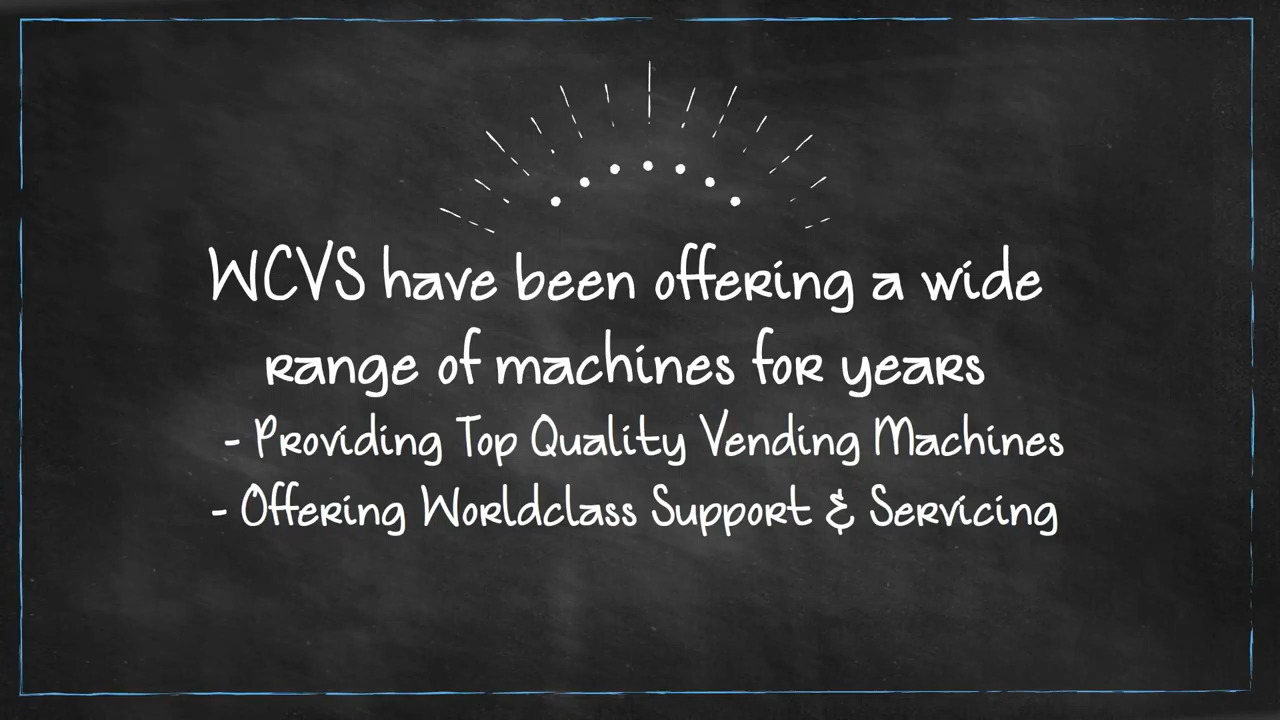 WCVS have been offering a wide
range of machines for years
- Providing Top Quality Vending Machines
- Offering Worldclass Support & Servicing